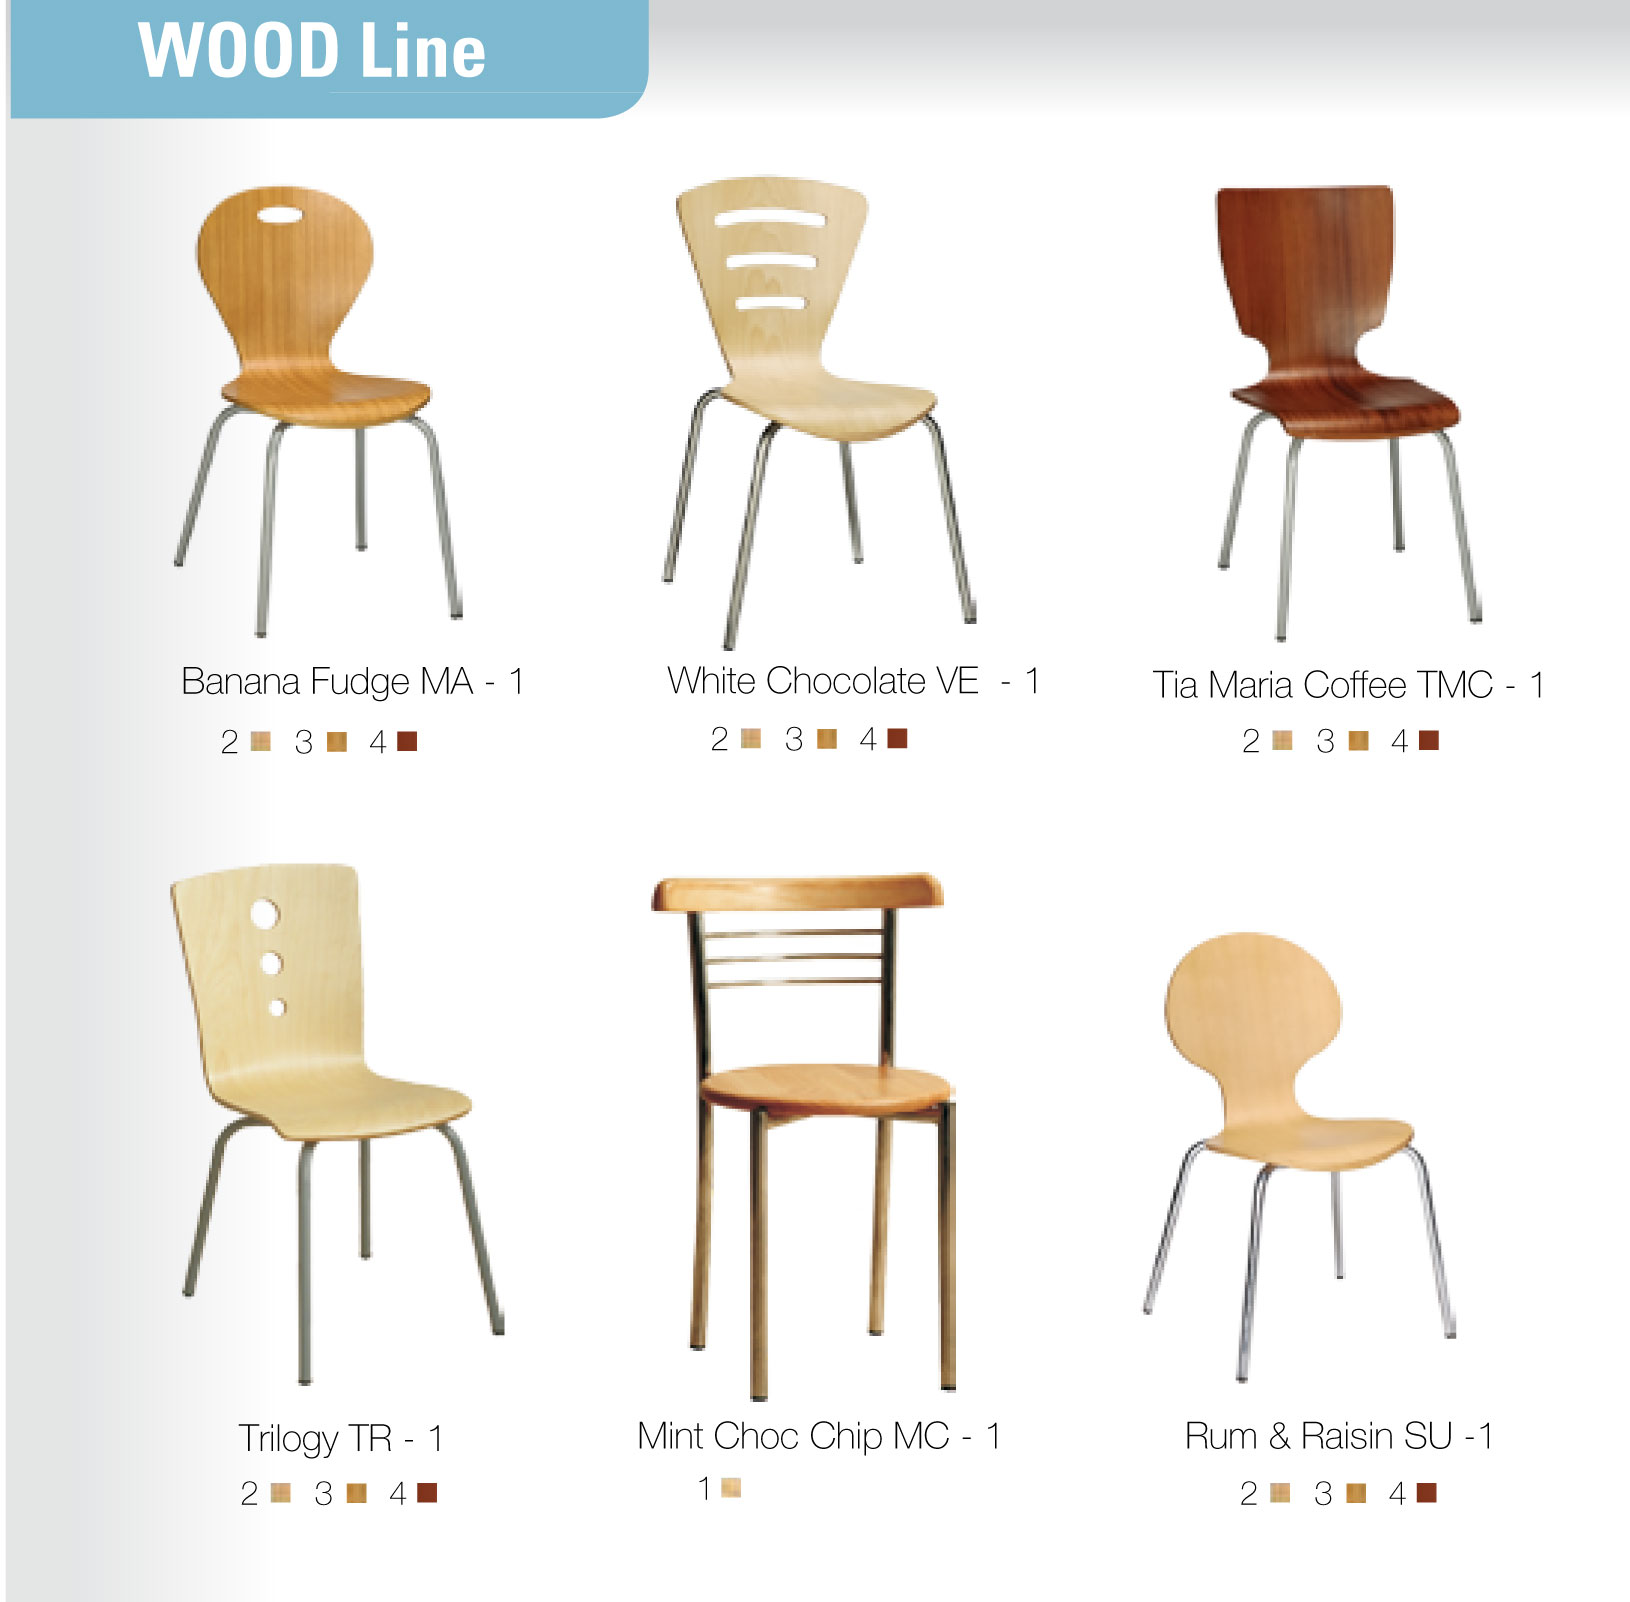 WOOD Line
Banana Fudge MA - 1
2 3 4
White Chocolate VE - 1
2 3 4
Tia Maria Coffee TMC - 1
2 3 4
Trilogy TR - 1
2 3 4
Mint Choc Chip MC - 1
1
Rum & Raisin SU -1
2 3 4